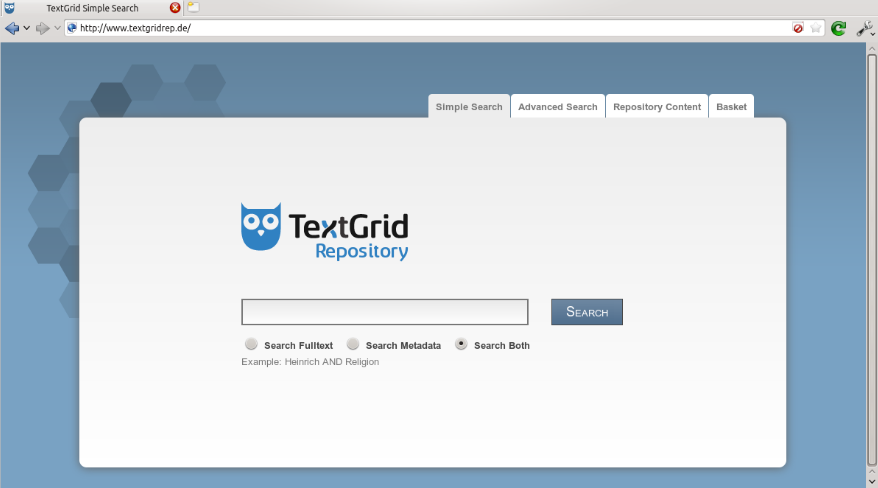 TextGrid Simple Search
http://www.textgridrep.de/
Simple Search Advanced Search Repository Content Basket
TextGrid
Repository
Search
Search Fulltext Search Metadata Search Both
Example: Heinrich AND Religion